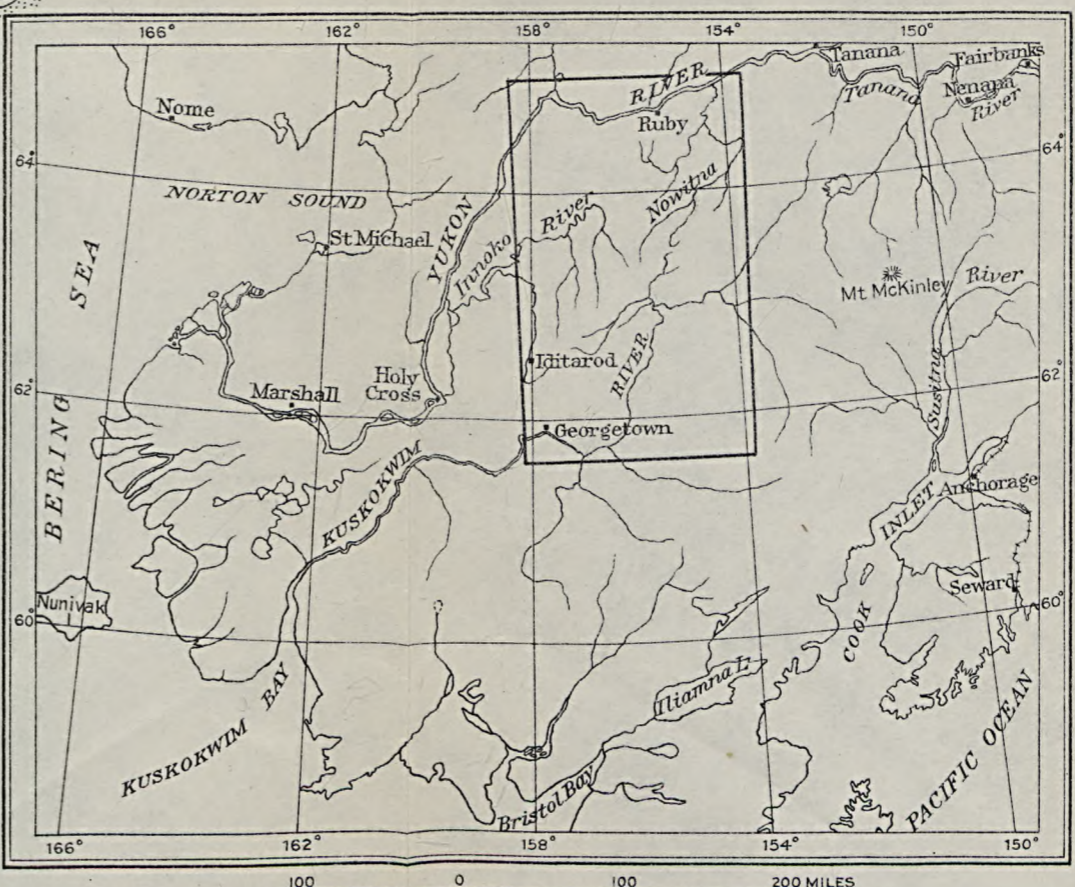 166°
162°
158°
154°
150°
Tanana
Fairbanks
Nenana
Tanana
River
RIVER
Ruby
Nome
64°
64°
NORTON SOUND
Nowitna
River
St Michael
YUKON
Innoko
SEA
Mt McKinley
River
Iditarod
RIVER
Susitna
62°
62°
Holy
Cross
Marshall
Georgetown
BERING
KUSKOKWIM
Anchorage
INLET
Seward
Nunivak
I
60°
60°
COOK
BAY
Iliamna L.
KUSKOKWIM
Bristol Bay
PACIFIC OCEAN
166°
162°
158°
154°
150°
100
0
100
200 MILES